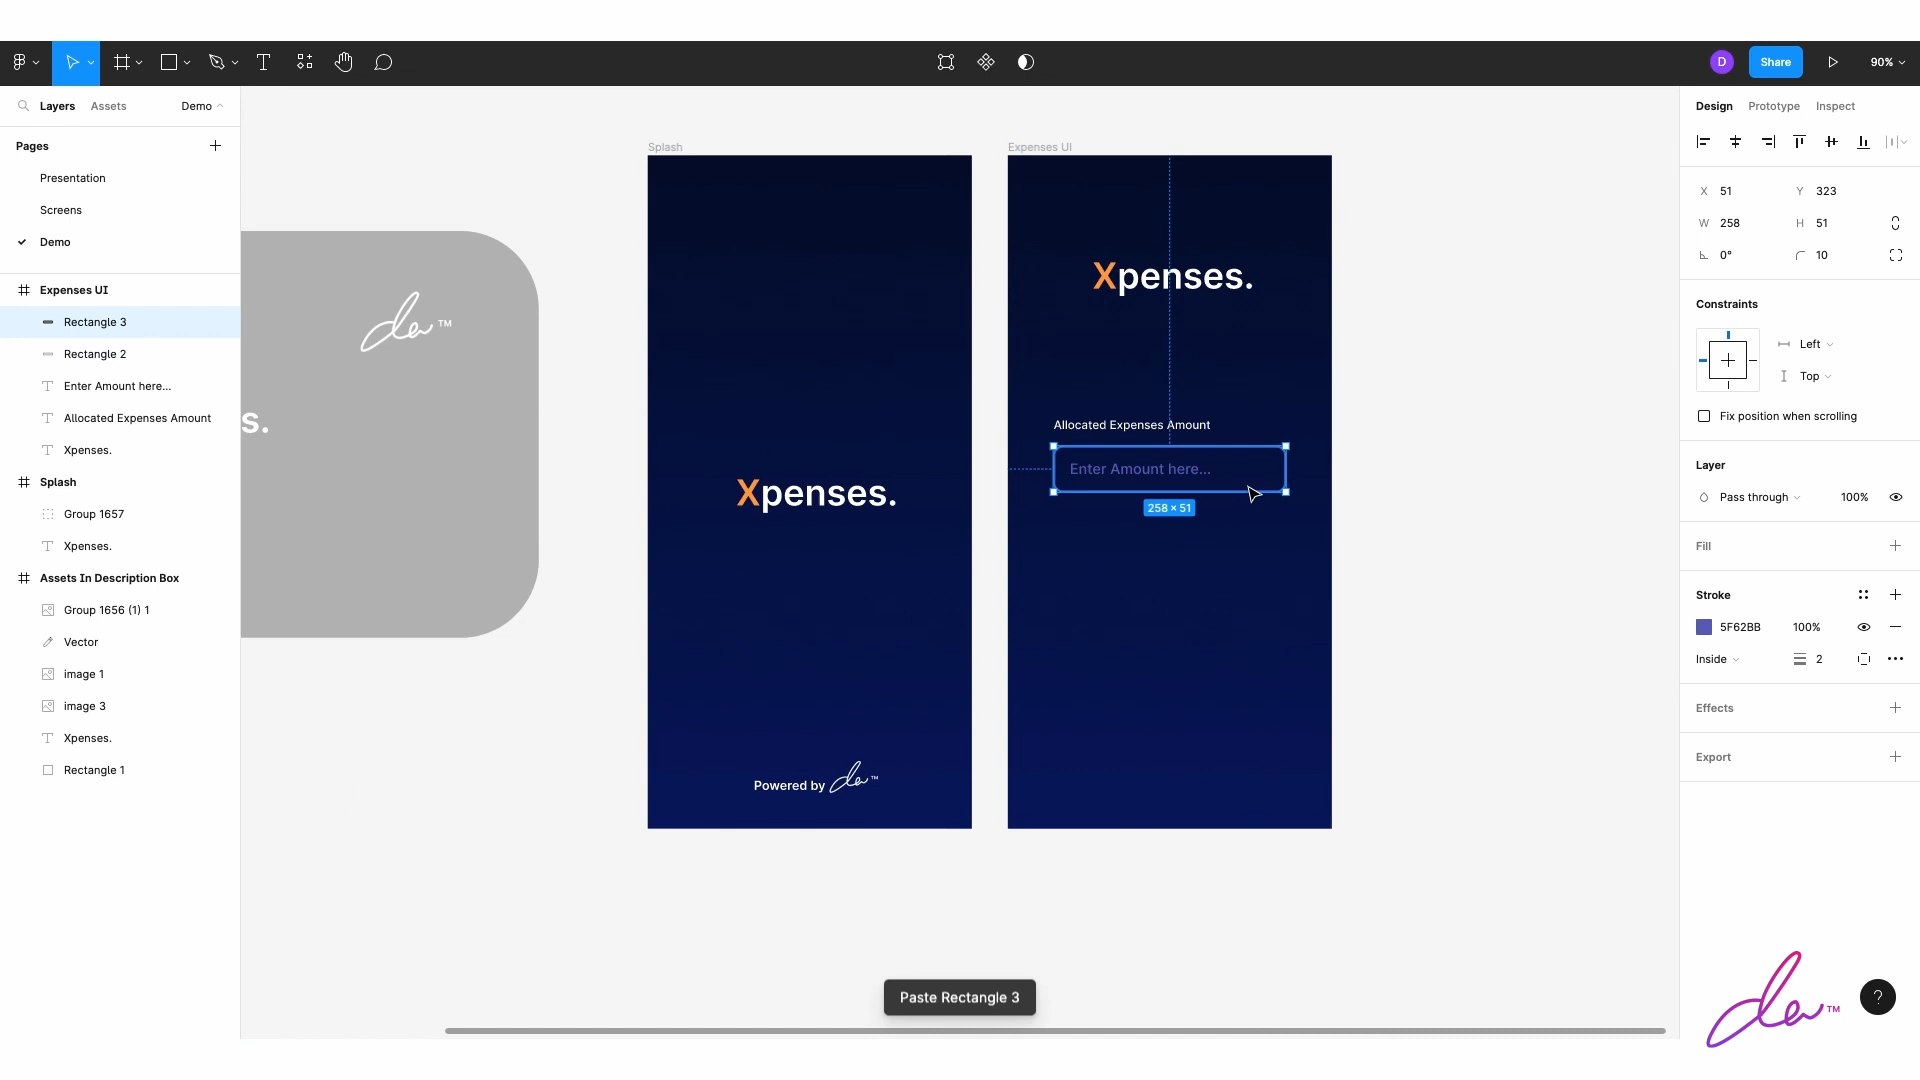 D
Share
90%
Layers
Assets
Demo
Pages
Presentation
Screens
Demo
Expenses UI
Rectangle 3
Rectangle 2
Enter Amount here...
Allocated Expenses Amount
Xpenses.
Splash
Group 1657
Xpenses.
Assets In Description Box
Group 1656 (1) 1
Vector
image 1
image 3
Xpenses.
Rectangle 1
s.
TM
Splash
Xpenses.
Powered by TM
Expenses UI
Xpenses.
Allocated Expenses Amount
Enter Amount here...
258 × 51
Paste Rectangle 3
Design
Prototype
Inspect
X 51
Y 323
W 258
H 51
0°
10
Constraints
Left
Top
Fix position when scrolling
Layer
Pass through
100%
Fill
Stroke
5F62BB
100%
Inside
2
Effects
Export
TM
?